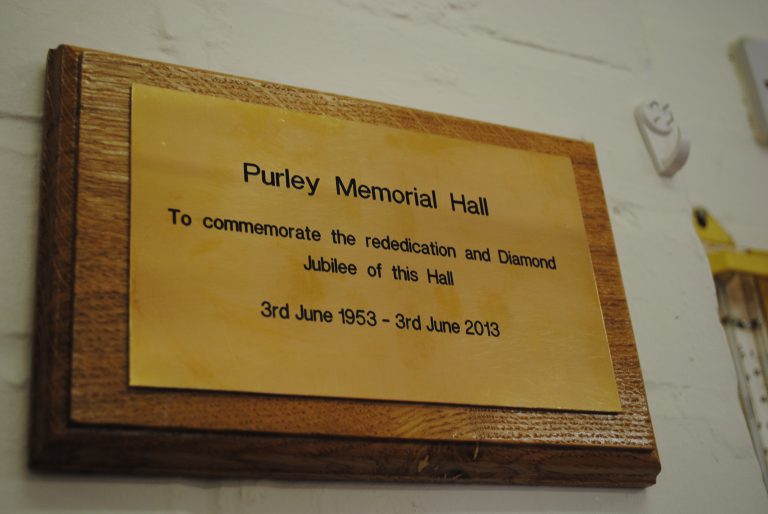 Purley Memorial Hall
To commemorate the rededication and Diamond
Jubilee of this Hall
3rd June 1953 - 3rd June 2013